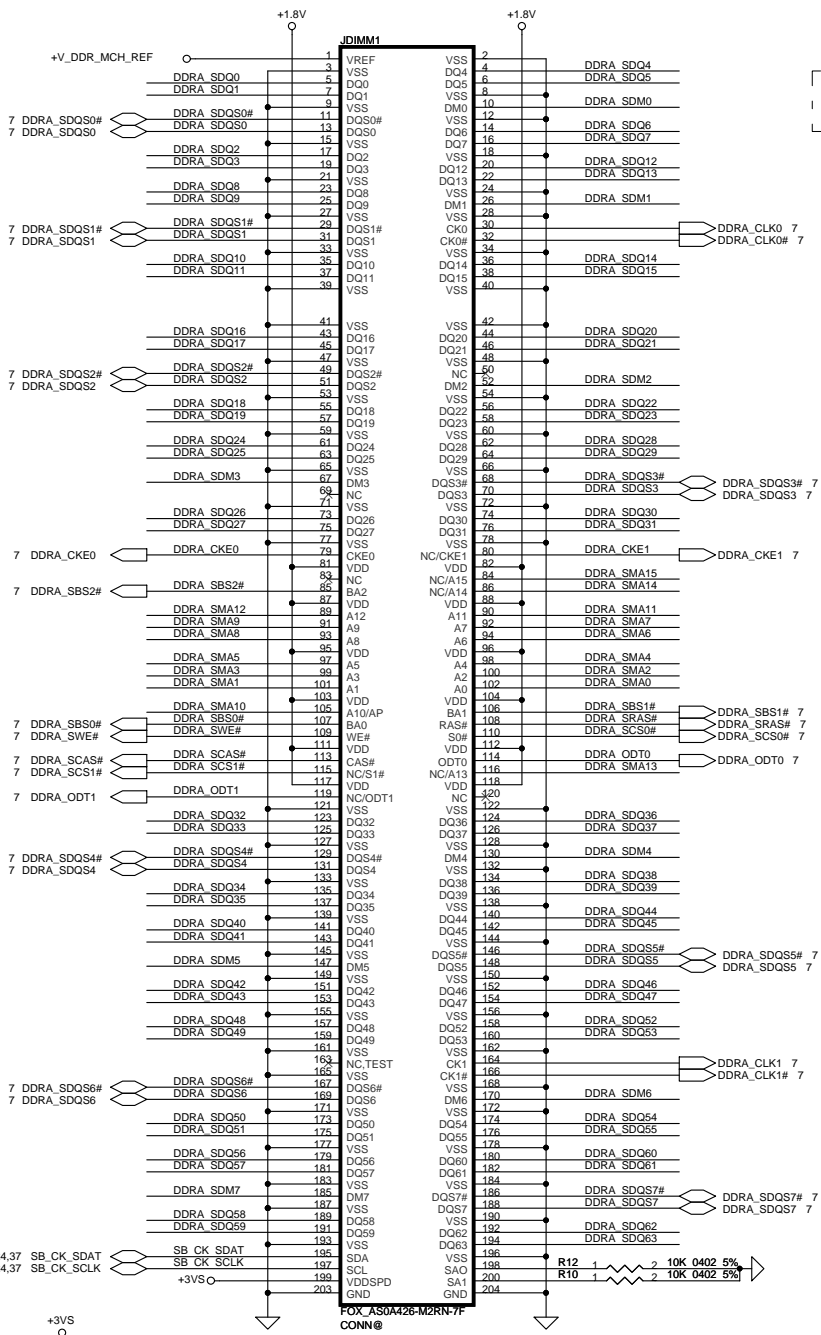 +1.8V +1.8V
JDIMM1
+V_DDR_MCH_REF 1 VREF VSS 2
3 VSS DQ4 4 DDRA_SDQ4
DDRA_SDQ0 5 DQ0 DQ5 6 DDRA_SDQ5
DDRA_SDQ1 7 DQ1 VSS 8
9 VSS DM0 10 DDRA_SDM0
7 DDRA_SDQS0# DDRA_SDQS0# 11 DQS0# VSS 12
7 DDRA_SDQS0 DDRA_SDQS0 13 DQS0 DQ6 14 DDRA_SDQ6
15 VSS DQ7 16 DDRA_SDQ7
DDRA_SDQ2 17 DQ2 VSS 18
DDRA_SDQ3 19 DQ3 DQ12 20 DDRA_SDQ12
21 VSS DQ13 22 DDRA_SDQ13
DDRA_SDQ8 23 DQ8 VSS 24
DDRA_SDQ9 25 DQ9 DM1 26 DDRA_SDM1
27 VSS VSS 28
7 DDRA_SDQS1# DDRA_SDQS1# 29 DQS1# CK0 30 DDRA_CLK0 7
7 DDRA_SDQS1 DDRA_SDQS1 31 DQS1 CK0# 32 DDRA_CLK0# 7
33 VSS VSS 34
DDRA_SDQ10 35 DQ10 DQ14 36 DDRA_SDQ14
DDRA_SDQ11 37 DQ11 DQ15 38 DDRA_SDQ15
39 VSS VSS 40
41 VSS VSS 42
DDRA_SDQ16 43 DQ16 DQ20 44 DDRA_SDQ20
DDRA_SDQ17 45 DQ17 DQ21 46 DDRA_SDQ21
47 VSS VSS 48
7 DDRA_SDQS2# DDRA_SDQS2# 49 DQS2# NC 50
7 DDRA_SDQS2 DDRA_SDQS2 51 DQS2 DM2 52 DDRA_SDM2
53 VSS VSS 54
DDRA_SDQ18 55 DQ18 DQ22 56 DDRA_SDQ22
DDRA_SDQ19 57 DQ19 DQ23 58 DDRA_SDQ23
59 VSS VSS 60
DDRA_SDQ24 61 DQ24 DQ28 62 DDRA_SDQ28
DDRA_SDQ25 63 DQ25 DQ29 64 DDRA_SDQ29
65 VSS VSS 66
DDRA_SDM3 67 DM3 DQS3# 68 DDRA_SDQS3# DDRA_SDQS3# 7
69 NC DQS3 70 DDRA_SDQS3 DDRA_SDQS3 7
71 VSS VSS 72
DDRA_SDQ26 73 DQ26 DQ30 74 DDRA_SDQ30
DDRA_SDQ27 75 DQ27 DQ31 76 DDRA_SDQ31
77 VSS VSS 78
7 DDRA_CKE0 DDRA_CKE0 79 CKE0 NC/CKE1 80 DDRA_CKE1 DDRA_CKE1 7
81 VDD VDD 82
83 NC NC/A15 84 DDRA_SMA15
7 DDRA_SBS2# DDRA_SBS2# 85 BA2 NC/A14 86 DDRA_SMA14
87 VDD VDD 88
DDRA_SMA12 89 A12 A11 90 DDRA_SMA11
DDRA_SMA9 91 A9 A7 92 DDRA_SMA7
DDRA_SMA8 93 A8 A6 94 DDRA_SMA6
95 VDD VDD 96
DDRA_SMA5 97 A5 A4 98 DDRA_SMA4
DDRA_SMA3 99 A3 A2 100 DDRA_SMA2
DDRA_SMA1 101 A1 A0 102 DDRA_SMA0
103 VDD VDD 104
DDRA_SMA10 105 A10/AP BA1 106 DDRA_SBS1# DDRA_SBS1# 7
7 DDRA_SBS0# DDRA_SBS0# 107 BA0 RAS# 108 DDRA_SRAS# DDRA_SRAS# 7
7 DDRA_SWE# DDRA_SWE# 109 WE# S0# 110 DDRA_SCS0# DDRA_SCS0# 7
111 VDD VDD 112
7 DDRA_SCAS# DDRA_SCAS# 113 CAS# ODT0 114 DDRA_ODT0 DDRA_ODT0 7
7 DDRA_SCS1# DDRA_SCS1# 115 NC/S1# NC/A13 116 DDRA_SMA13
117 VDD VDD 118
7 DDRA_ODT1 DDRA_ODT1 119 NC/ODT1 NC 120
121 VSS VSS 122
DDRA_SDQ32 123 DQ32 DQ36 124 DDRA_SDQ36
DDRA_SDQ33 125 DQ33 DQ37 126 DDRA_SDQ37
127 VSS VSS 128
7 DDRA_SDQS4# DDRA_SDQS4# 129 DQS4# DM4 130 DDRA_SDM4
7 DDRA_SDQS4 DDRA_SDQS4 131 DQS4 VSS 132
133 VSS DQ38 134 DDRA_SDQ38
DDRA_SDQ34 135 DQ34 DQ39 136 DDRA_SDQ39
DDRA_SDQ35 137 DQ35 VSS 138
139 VSS DQ44 140 DDRA_SDQ44
DDRA_SDQ40 141 DQ40 DQ45 142 DDRA_SDQ45
DDRA_SDQ41 143 DQ41 VSS 144
145 VSS DQS5# 146 DDRA_SDQS5# DDRA_SDQS5# 7
DDRA_SDM5 147 DM5 DQS5 148 DDRA_SDQS5 DDRA_SDQS5 7
149 VSS VSS 150
DDRA_SDQ42 151 DQ42 DQ46 152 DDRA_SDQ46
DDRA_SDQ43 153 DQ43 DQ47 154 DDRA_SDQ47
155 VSS VSS 156
DDRA_SDQ48 157 DQ48 DQ52 158 DDRA_SDQ52
DDRA_SDQ49 159 DQ49 DQ53 160 DDRA_SDQ53
161 VSS VSS 162
163 NC,TEST CK1 164 DDRA_CLK1 7
165 VSS CK1# 166 DDRA_CLK1# 7
7 DDRA_SDQS6# DDRA_SDQS6# 167 DQS6# VSS 168
7 DDRA_SDQS6 DDRA_SDQS6 169 DQS6 DM6 170 DDRA_SDM6
171 VSS VSS 172
DDRA_SDQ50 173 DQ50 DQ54 174 DDRA_SDQ54
DDRA_SDQ51 175 DQ51 DQ55 176 DDRA_SDQ55
177 VSS VSS 178
DDRA_SDQ56 179 DQ56 DQ60 180 DDRA_SDQ60
DDRA_SDQ57 181 DQ57 DQ61 182 DDRA_SDQ61
183 VSS VSS 184
DDRA_SDM7 185 DM7 DQS7# 186 DDRA_SDQS7# DDRA_SDQS7# 7
187 VSS DQS7 188 DDRA_SDQS7 DDRA_SDQS7 7
DDRA_SDQ58 189 DQ58 VSS 190
DDRA_SDQ59 191 DQ59 DQ62 192 DDRA_SDQ62
193 VSS DQ63 194 DDRA_SDQ63
4,37 SB_CK_SDAT SB_CK_SDAT 195 SDA VSS 196
4,37 SB_CK_SCLK SB_CK_SCLK 197 SCL SAO 198 R12 1 2 10K_0402_5%
+3VS 199 VDDSPD SA1 200 R10 1 2 10K_0402_5%
203 GND GND 204
FOX_AS0A426-M2RN-7F
CONN@
+3VS